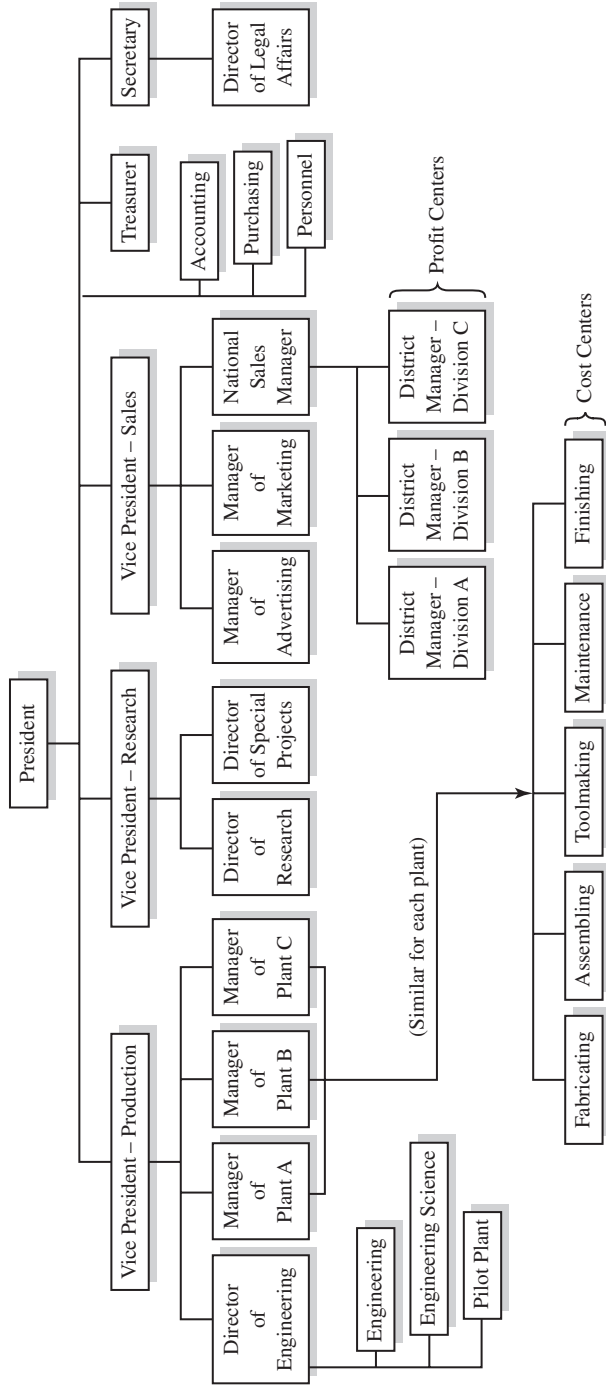 President
Vice President – Production
Vice President – Research
Vice President – Sales
Treasurer
Secretary
Director
of
Engineering
Manager
of
Plant A
Manager
of
Plant B
Manager
of
Plant C
Director
of
Research
Director
of Special
Projects
Manager
of
Advertising
Manager
of
Marketing
National
Sales
Manager
Accounting
Purchasing
Personnel
Director
of Legal
Affairs
Engineering
Engineering Science
Pilot Plant
(Similar for each plant)
District
Manager –
Division A
District
Manager –
Division B
District
Manager –
Division C
Profit Centers
Fabricating
Assembling
Toolmaking
Maintenance
Finishing
Cost Centers